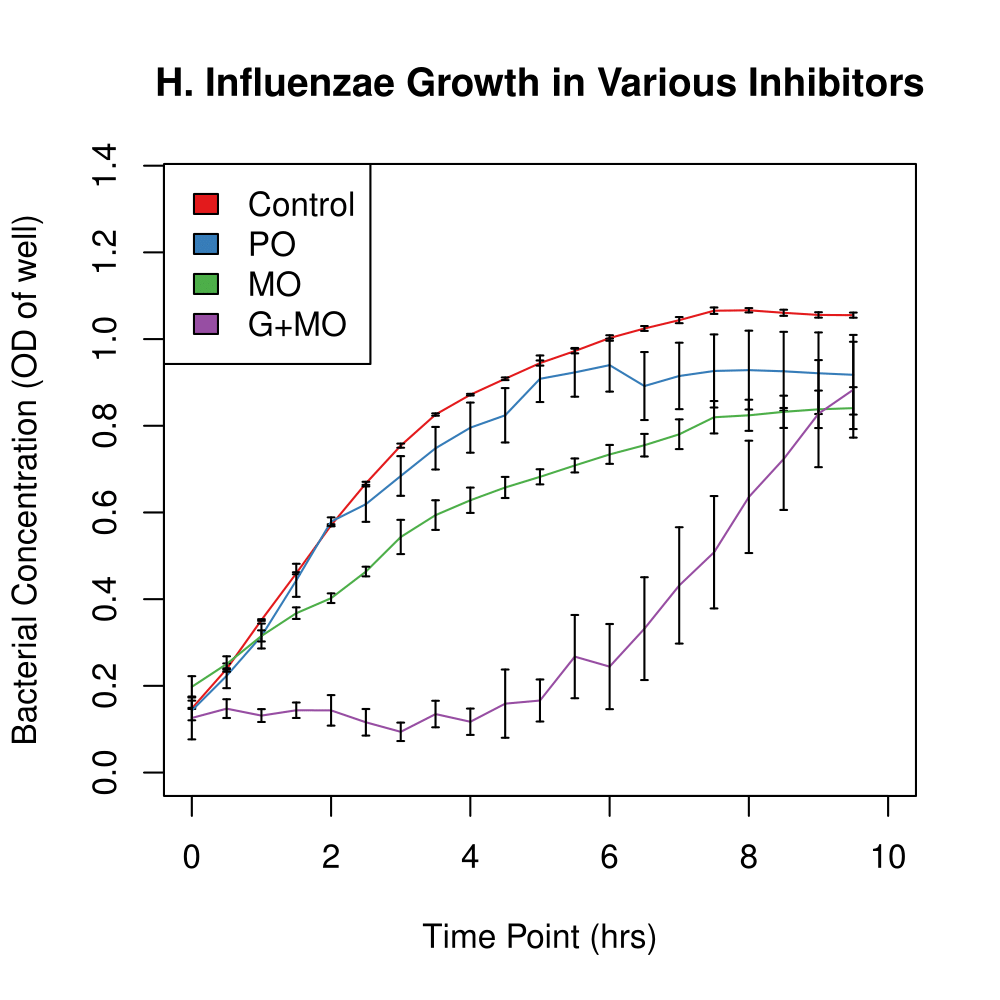 H. Influenzae Growth in Various Inhibitors
Bacterial Concentration (OD of well)
1.4
1.2
1.0
0.8
0.6
0.4
0.2
0.0
Control
PO
MO
G+MO
0 2 4 6 8 10
Time Point (hrs)